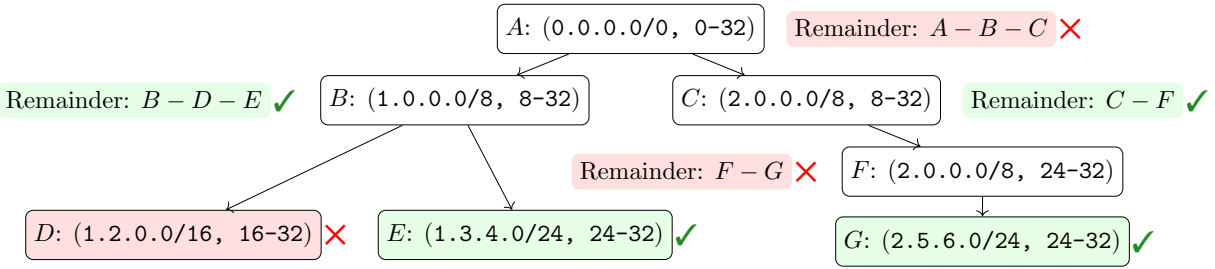 A: (0.0.0.0/0, 0-32)
Remainder: A − B − C ✗
Remainder: B − D − E ✓
B: (1.0.0.0/8, 8-32)
C: (2.0.0.0/8, 8-32)
Remainder: C − F ✓
Remainder: F − G ✗
F: (2.0.0.0/8, 24-32)
D: (1.2.0.0/16, 16-32) ✗
E: (1.3.4.0/24, 24-32) ✓
G: (2.5.6.0/24, 24-32) ✓